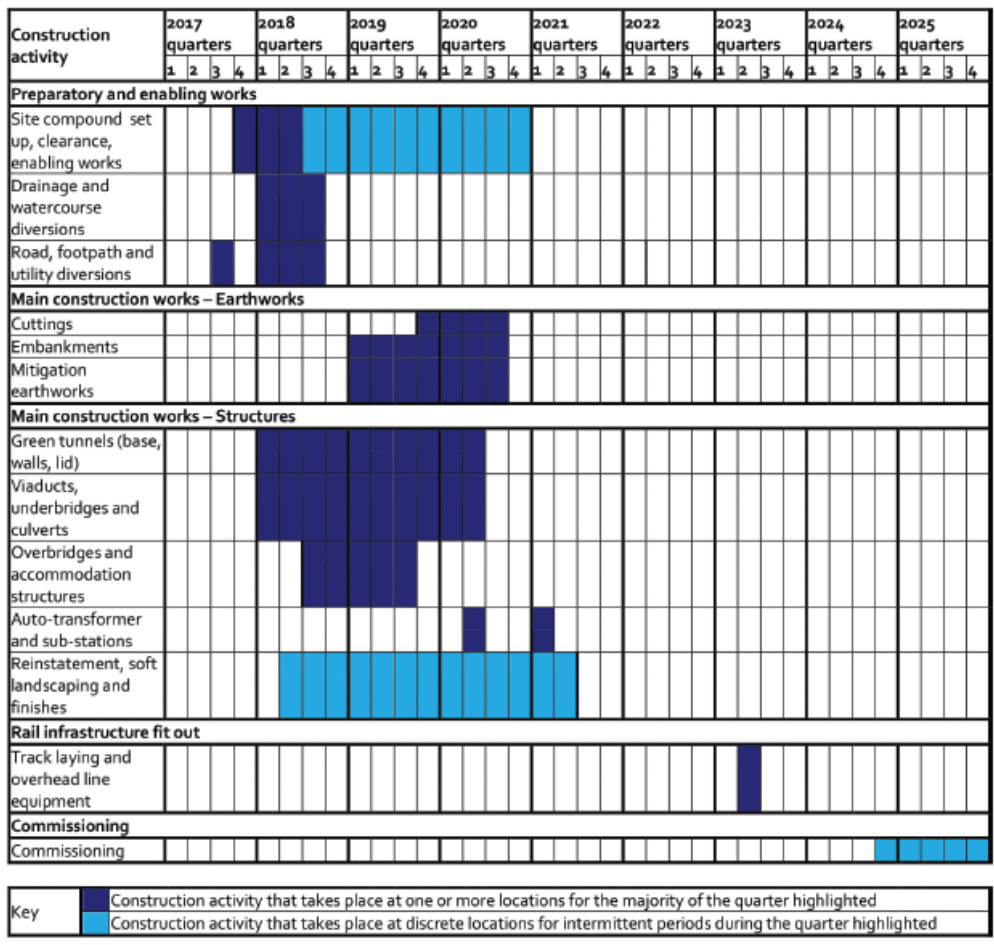 Construction activity
2017 quarters
2018 quarters
2019 quarters
2020 quarters
2021 quarters
2022 quarters
2023 quarters
2024 quarters
2025 quarters
1 2 3 4 1 2 3 4 1 2 3 4 1 2 3 4 1 2 3 4 1 2 3 4 1 2 3 4 1 2 3 4 1 2 3 4
Preparatory and enabling works
Site compound set
up, clearance,
enabling works
Drainage and
watercourse
diversions
Road, footpath and
utility diversions
Main construction works – Earthworks
Cuttings
Embankments
Mitigation
earthworks
Main construction works – Structures
Green tunnels (base,
walls, lid)
Viaducts,
underbridges and
culverts
Overbridges and
accommodation
structures
Auto-transformer
and sub-stations
Reinstatement, soft
landscaping and
finishes
Rail infrastructure fit out
Track laying and
overhead line
equipment
Commissioning
Commissioning
Key
Construction activity that takes place at one or more locations for the majority of the quarter highlighted
Construction activity that takes place at discrete locations for intermittent periods during the quarter highlighted